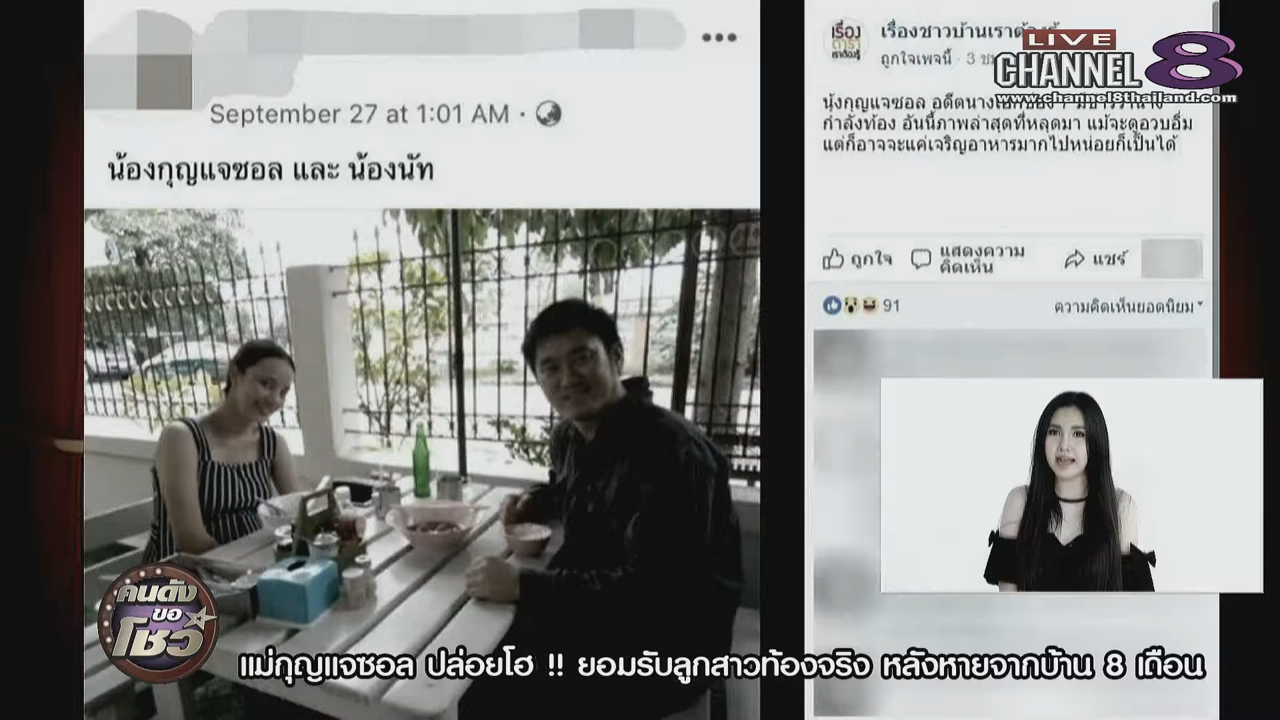 September 27 at 1:01 AM ·
น้องกุญแจซอล และ น้องนัท
เรื่อง
ดารา
เราต้องรู้
เรื่องชาวบ้านเราต้องรู้
ถูกใจเพจนี้ · 3
LIVE
CHANNEL 8
www.channel8thailand.com
นุ้งกุญแจซอล
กำลังท้อง อันนี้ภาพล่าสุดที่หลุดมา แม้จะดูอวบอิ่ม
แต่ก็อาจจะแค่เจริญอาหารมากไปหน่อยก็เป็นได้
ถูกใจ
แสดงความ
คิดเห็น
แชร์
91
ความคิดเห็นยอดนิยม
คนดัง
ขอ
โชว์
แม่กุญแจซอล ปล่อยโฮ !! ยอมรับลูกสาวท้องจริง หลังหายจากบ้าน 8 เดือน